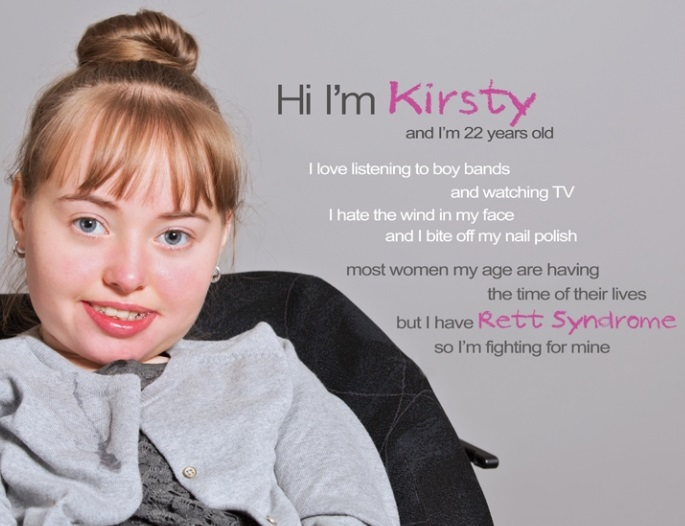 Hi I'm Kirsty
and I'm 22 years old
I love listening to boy bands
and watching TV
I hate the wind in my face
and I bite off my nail polish
most women my age are having
the time of their lives
but I have Rett Syndrome
so I'm fighting for mine